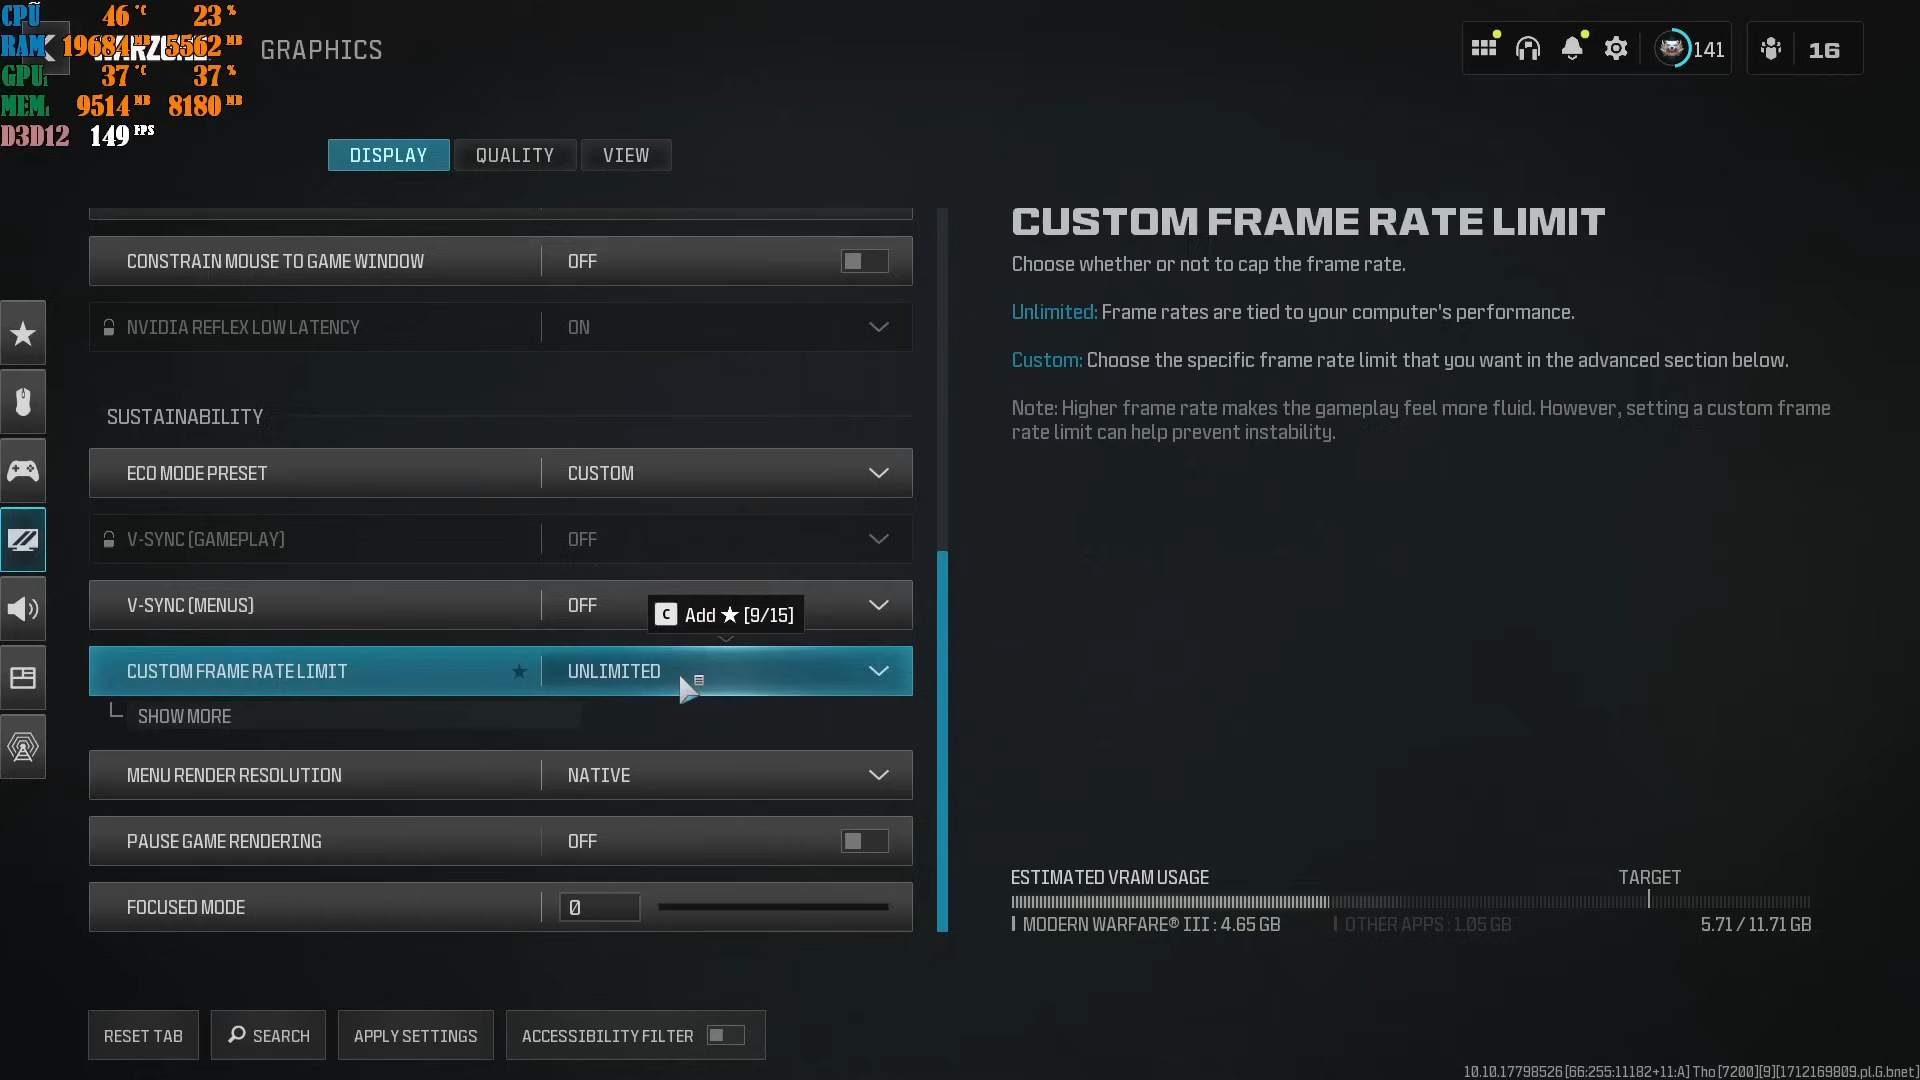 CPU 46 °C 23 %
RAM 19684 MB 5562 MB
WARZONE
GRAPHICS
141
16
GPU1 37 °C 37 %
MEM1 9514 MB 8180 MB
D3D12 149 FPS
DISPLAY
QUALITY
VIEW
CONSTRAIN MOUSE TO GAME WINDOW
OFF
NVIDIA REFLEX LOW LATENCY
ON
SUSTAINABILITY
ECO MODE PRESET
CUSTOM
V-SYNC (GAMEPLAY)
OFF
V-SYNC (MENUS)
OFF
C Add ★ [9/15]
CUSTOM FRAME RATE LIMIT
UNLIMITED
SHOW MORE
MENU RENDER RESOLUTION
NATIVE
PAUSE GAME RENDERING
OFF
FOCUSED MODE
0
CUSTOM FRAME RATE LIMIT
Choose whether or not to cap the frame rate.
Unlimited: Frame rates are tied to your computer's performance.
Custom: Choose the specific frame rate limit that you want in the advanced section below.
Note: Higher frame rate makes the gameplay feel more fluid. However, setting a custom frame
rate limit can help prevent instability.
ESTIMATED VRAM USAGE
TARGET
MODERN WARFARE® III : 4.65 GB
OTHER APPS : 1.05 GB
5.71 / 11.71 GB
RESET TAB
SEARCH
APPLY SETTINGS
ACCESSIBILITY FILTER
10.10.17798526 [66:255:11182+11:A] Tho [7200][9][1712169809.pl.G.bnet]